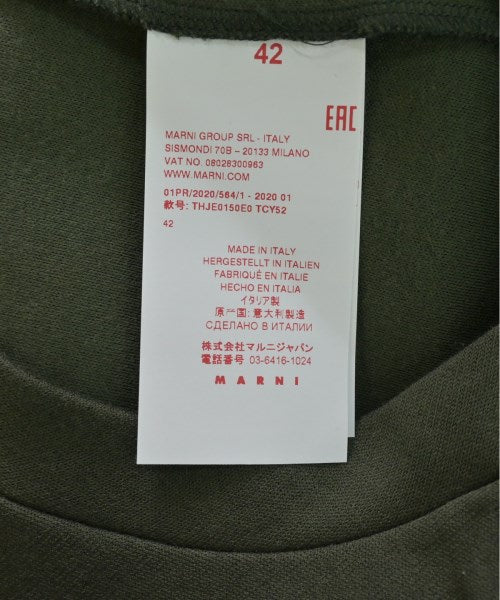 42
EAC
MARNI GROUP SRL - ITALY
SISMONDI 70B – 20133 MILANO
VAT NO. 08028300963
WWW.MARNI.COM
01PR/2020/564/1 - 2020 01
款号: THJE0150E0 TCY52
42
MADE IN ITALY
HERGESTELLT IN ITALIEN
FABRIQUÉ EN ITALIE
HECHO EN ITALIA
イタリア製
原产国: 意大利製造
СДЕЛАНО В ИТАЛИИ
株式会社マルニジャパン
電話番号 03-6416-1024
MARNI